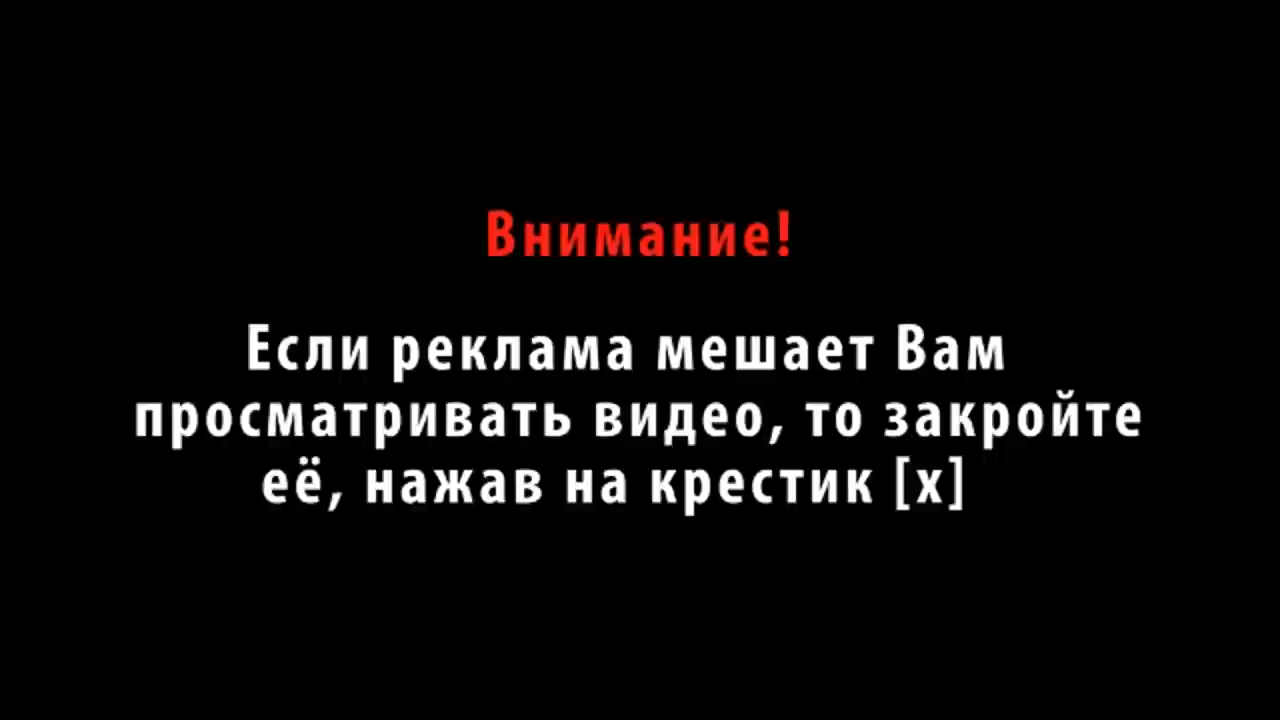 Внимание!
Если реклама мешает Вам
просматривать видео, то закройте
её, нажав на крестик [x]